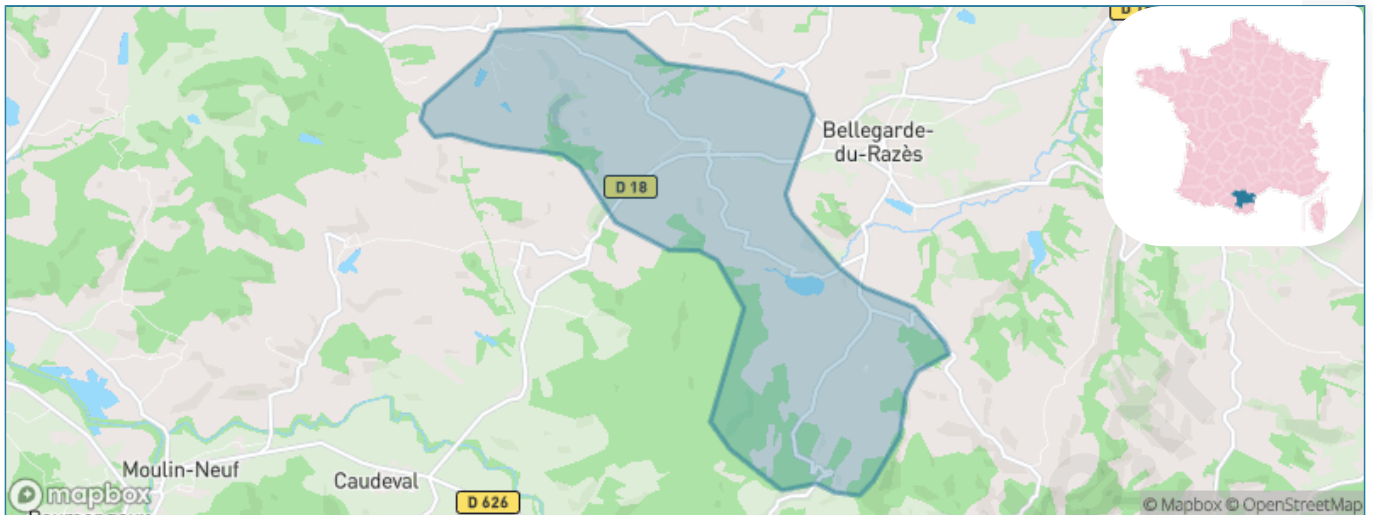 Bellegarde-
du-Razès
D 18
Moulin-Neuf
Caudeval
D 626
mapbox
© Mapbox © OpenStreetMap